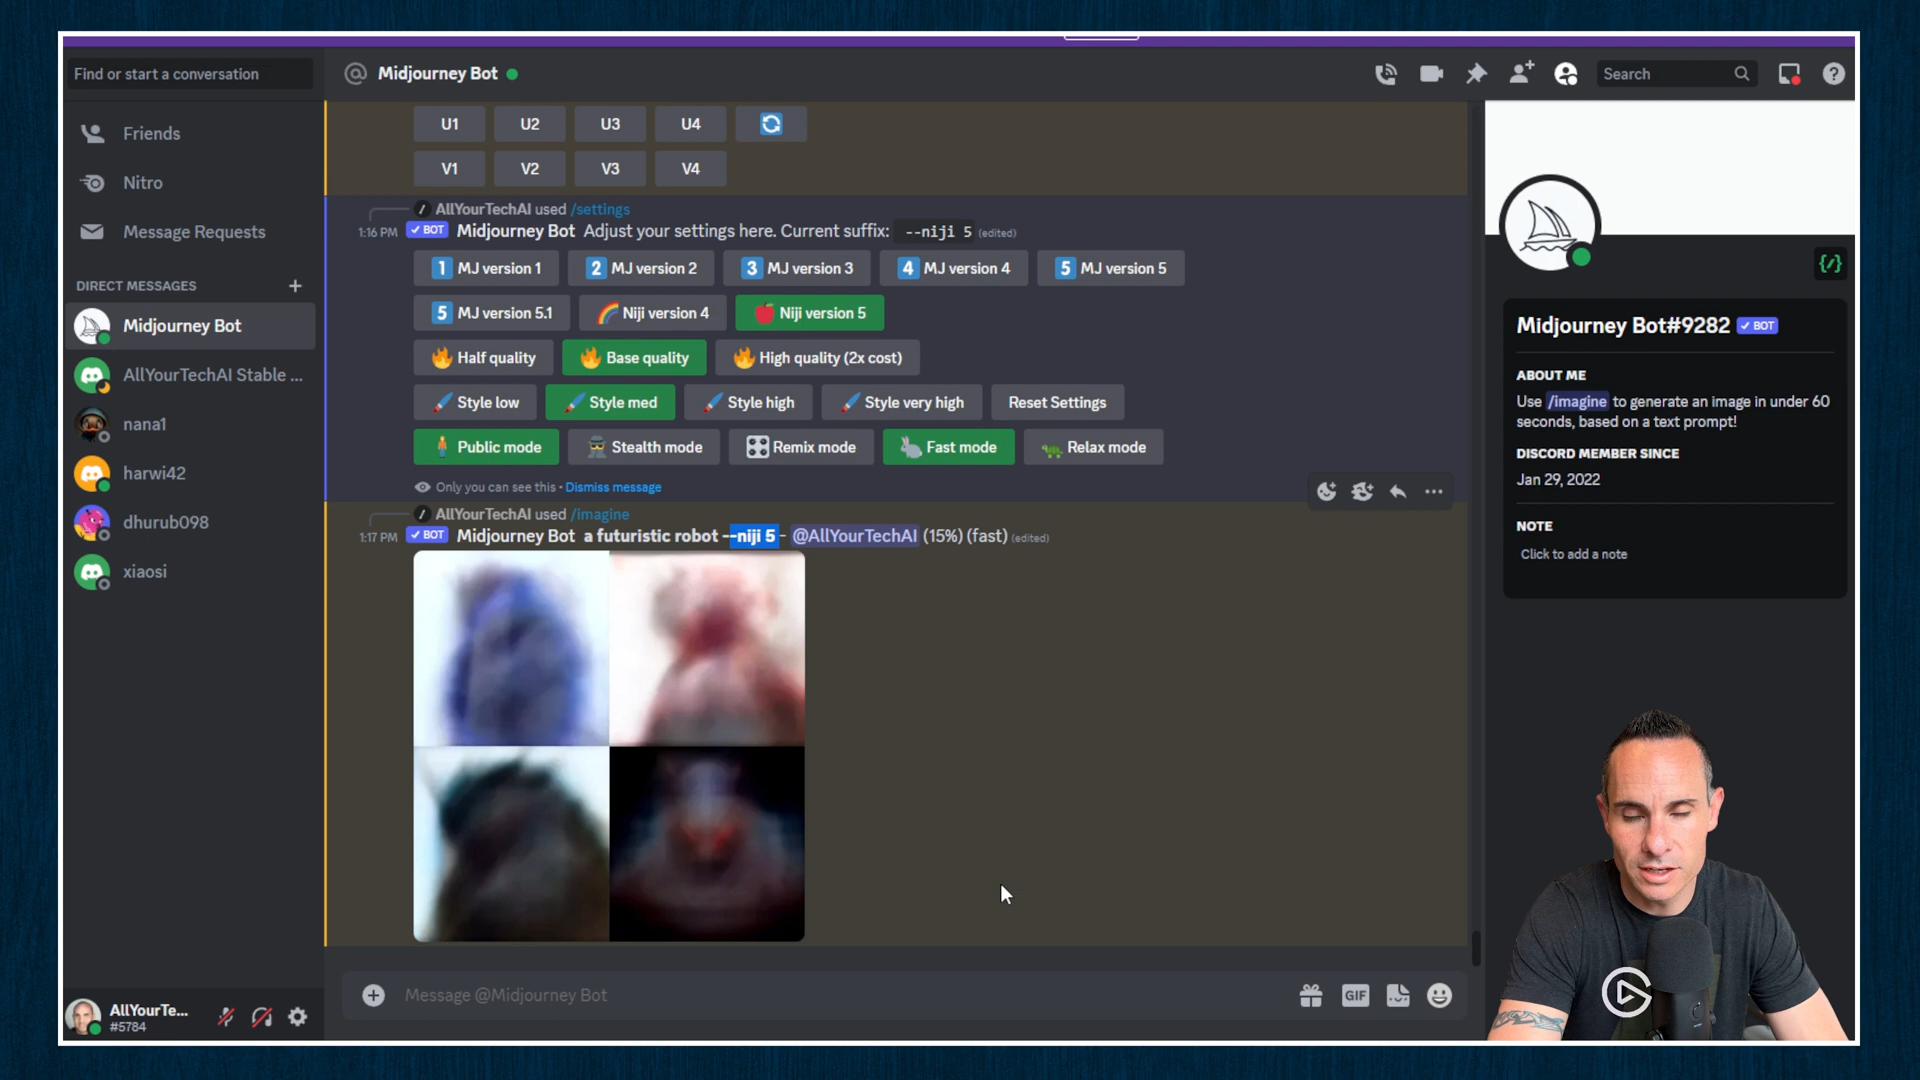 Find or start a conversation
Midjourney Bot
Search
Friends
Nitro
Message Requests
DIRECT MESSAGES
Midjourney Bot
AllYourTechAI Stable ...
nana1
harwi42
dhurub098
xiaosi
AllYourTe...
#5784
U1 U2 U3 U4
V1 V2 V3 V4
AllYourTechAI used /settings
1:16 PM BOT Midjourney Bot Adjust your settings here. Current suffix: --niji 5 (edited)
1 MJ version 1 2 MJ version 2 3 MJ version 3 4 MJ version 4 5 MJ version 5
5 MJ version 5.1 Niji version 4 Niji version 5
Half quality Base quality High quality (2x cost)
Style low Style med Style high Style very high Reset Settings
Public mode Stealth mode Remix mode Fast mode Relax mode
Only you can see this • Dismiss message
AllYourTechAI used /imagine
1:17 PM BOT Midjourney Bot a futuristic robot --niji 5 - @AllYourTechAI (15%) (fast) (edited)
Message @Midjourney Bot
GIF
Midjourney Bot#9282 BOT
ABOUT ME
Use /imagine to generate an image in under 60
seconds, based on a text prompt!
DISCORD MEMBER SINCE
Jan 29, 2022
NOTE
Click to add a note